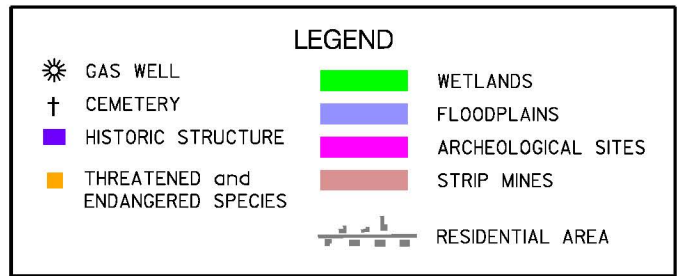 LEGEND
GAS WELL
CEMETERY
HISTORIC STRUCTURE
THREATENED and
ENDANGERED SPECIES
WETLANDS
FLOODPLAINS
ARCHEOLOGICAL SITES
STRIP MINES
RESIDENTIAL AREA